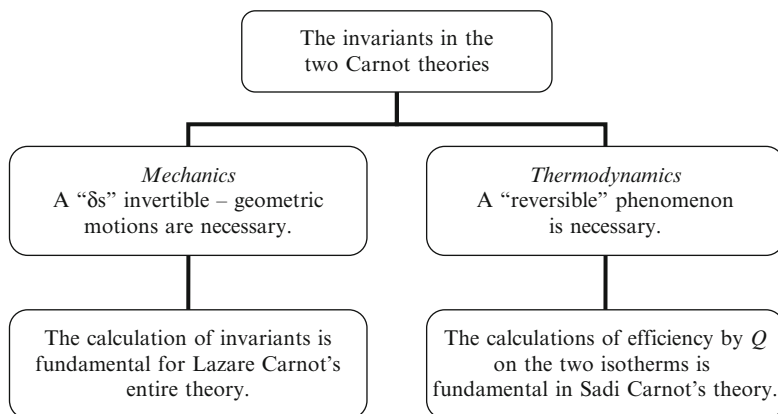 The invariants in the
two Carnot theories
Mechanics
A “δs” invertible – geometric
motions are necessary.
Thermodynamics
A “reversible” phenomenon
is necessary.
The calculation of invariants is
fundamental for Lazare Carnot’s
entire theory.
The calculations of efficiency by Q
on the two isotherms is
fundamental in Sadi Carnot’s theory.